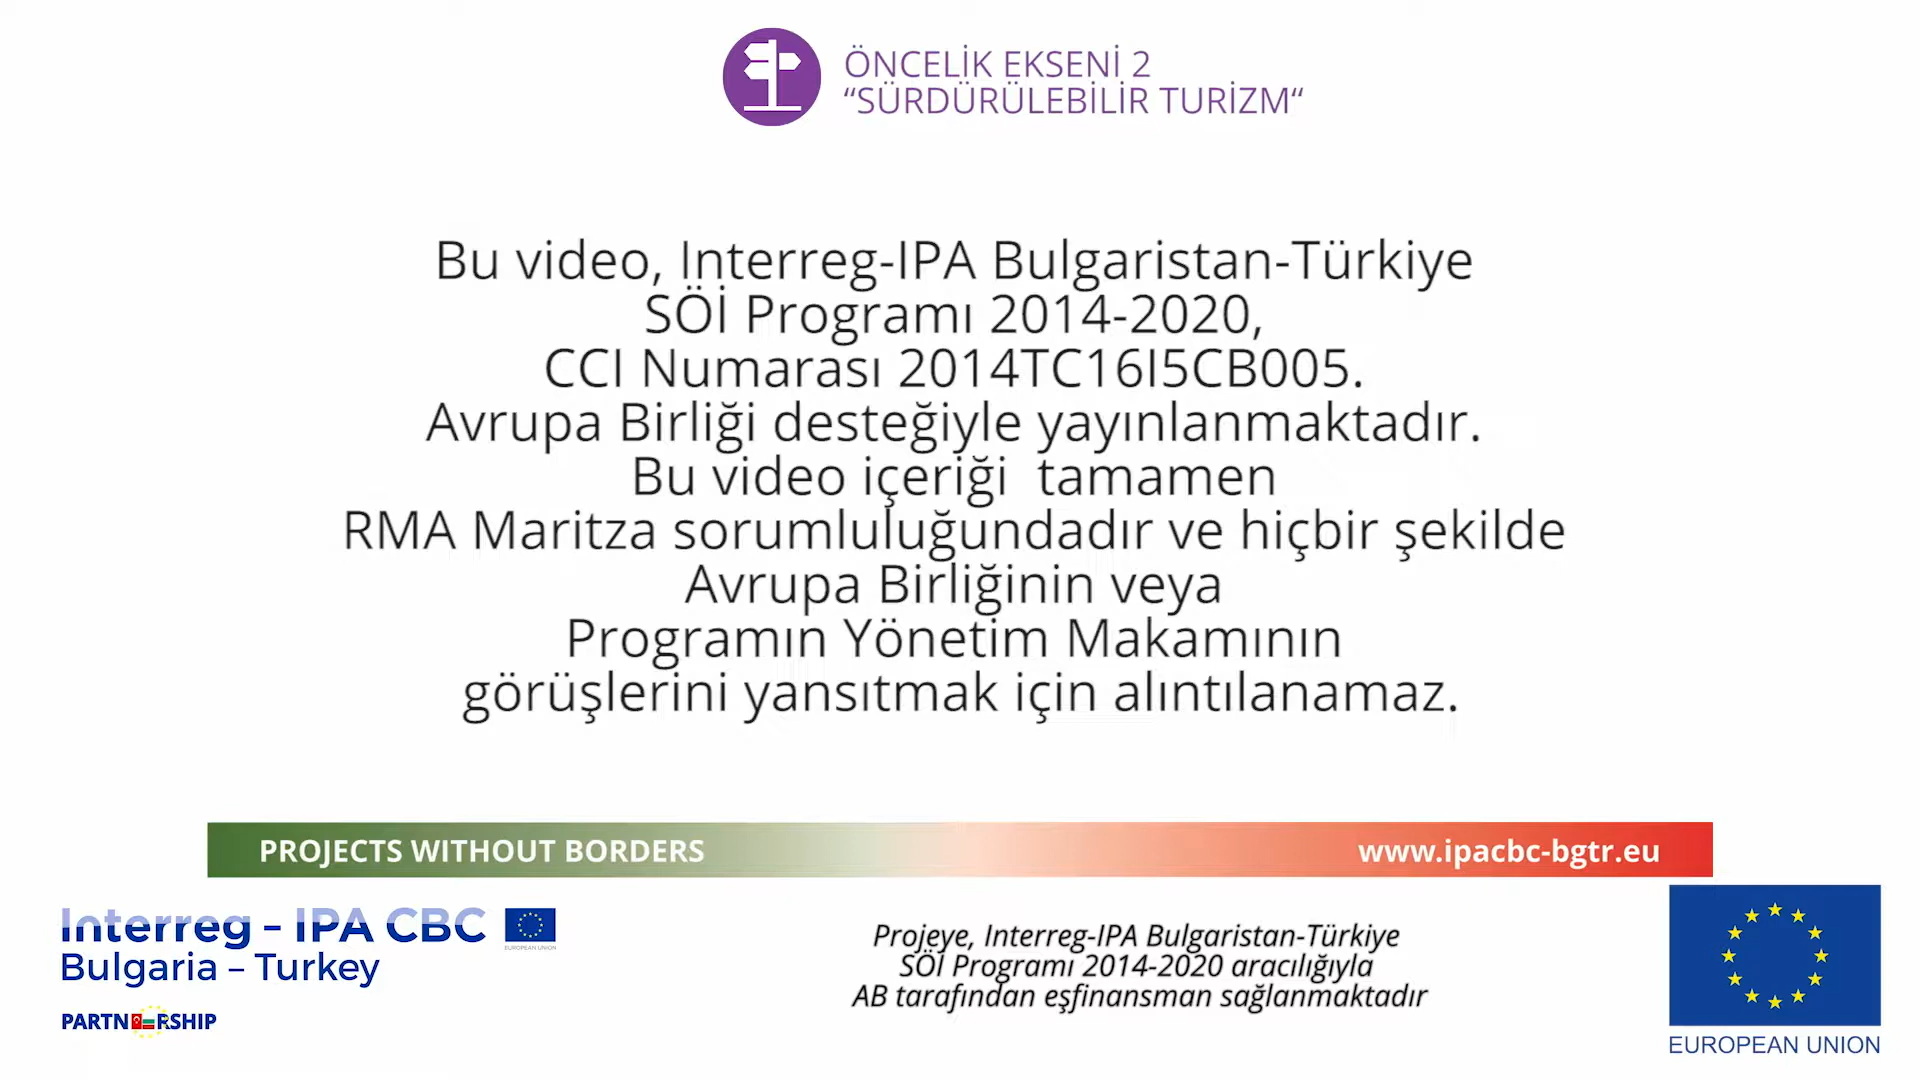 ÖNCELİK EKSENİ 2
“SÜRDÜRÜLEBİLİR TURİZM“
Bu video, Interreg-IPA Bulgaristan-Türkiye
SÖİ Programı 2014-2020,
CCI Numarası 2014TC16I5CB005.
Avrupa Birliği desteğiyle yayınlanmaktadır.
Bu video içeriği  tamamen
RMA Maritza sorumluluğundadır ve hiçbir şekilde
Avrupa Birliğinin veya
Programın Yönetim Makamının
görüşlerini yansıtmak için alıntılanamaz.
PROJECTS WITHOUT BORDERS
www.ipacbc-bgtr.eu
Interreg - IPA CBC
EUROPEAN UNION
Bulgaria – Turkey
PARTNERSHIP
Projeye, Interreg-IPA Bulgaristan-Türkiye
SÖI Programı 2014-2020 aracılığıyla
AB tarafından eşfinansman sağlanmaktadır
EUROPEAN UNION